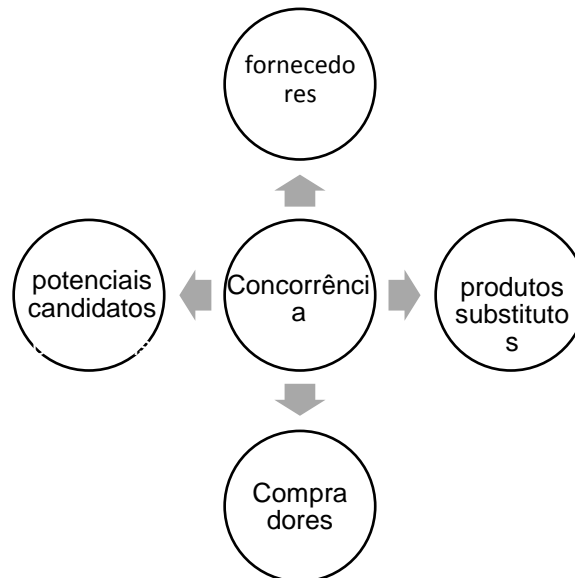 fornecedo
res
potenciais
candidatos
Concorrênci
a
produtos
substituto
s
Compra
dores